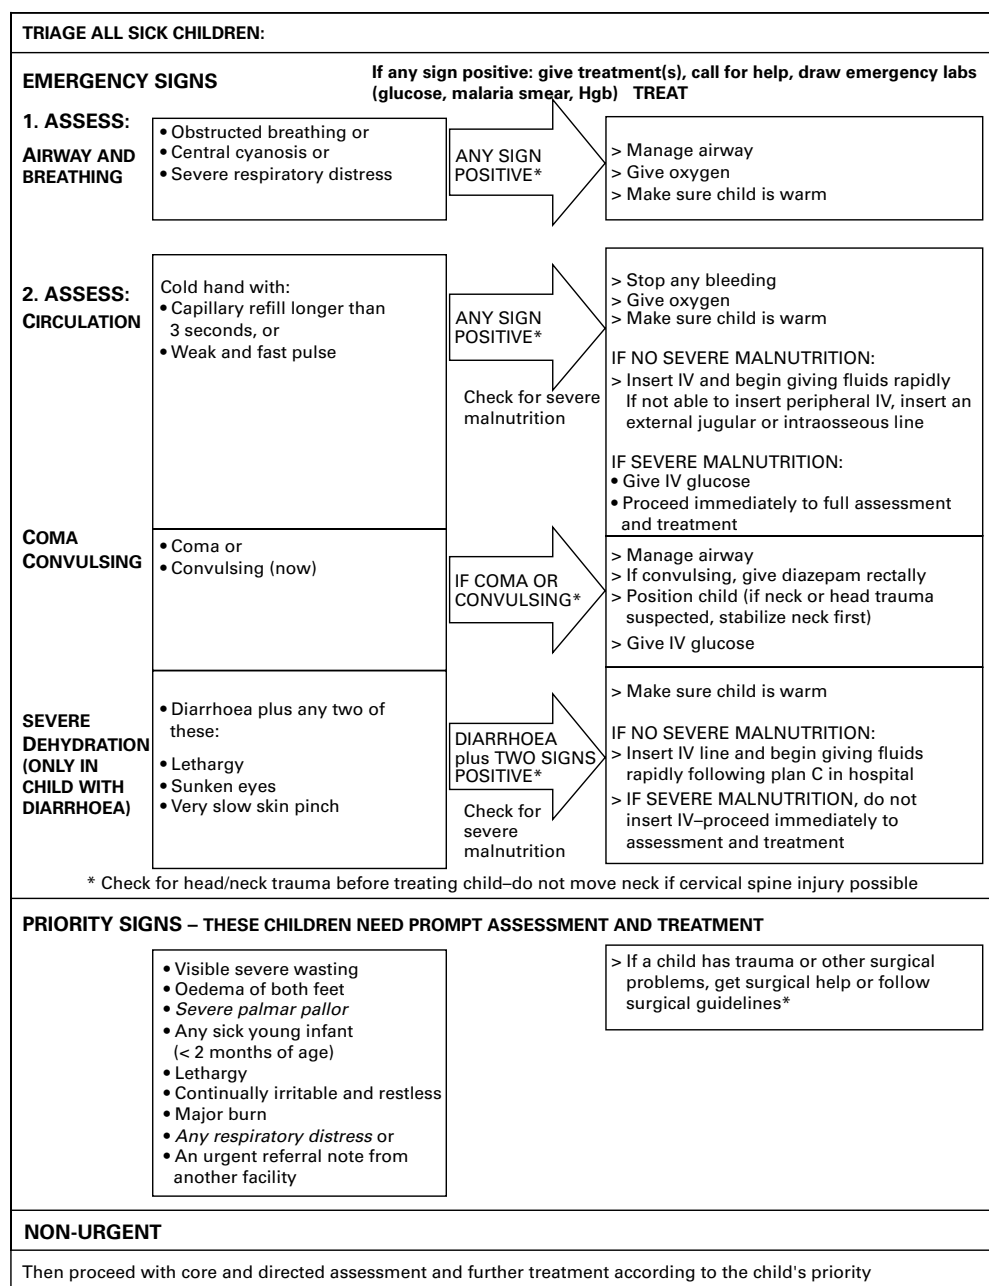 TRIAGE ALL SICK CHILDREN:
EMERGENCY SIGNS
If any sign positive: give treatment(s), call for help, draw emergency labs
(glucose, malaria smear, Hgb) TREAT
1. ASSESS:
AIRWAY AND
BREATHING
• Obstructed breathing or
• Central cyanosis or
• Severe respiratory distress
ANY SIGN
POSITIVE*
> Manage airway
> Give oxygen
> Make sure child is warm
2. ASSESS:
CIRCULATION
Cold hand with:
• Capillary refill longer than
3 seconds, or
• Weak and fast pulse
ANY SIGN
POSITIVE*
Check for severe
malnutrition
> Stop any bleeding
> Give oxygen
> Make sure child is warm
IF NO SEVERE MALNUTRITION:
> Insert IV and begin giving fluids rapidly
If not able to insert peripheral IV, insert an
external jugular or intraosseous line
IF SEVERE MALNUTRITION:
• Give IV glucose
• Proceed immediately to full assessment
and treatment
COMA
CONVULSING
• Coma or
• Convulsing (now)
IF COMA OR
CONVULSING*
> Manage airway
> If convulsing, give diazepam rectally
> Position child (if neck or head trauma
suspected, stabilize neck first)
> Give IV glucose
SEVERE
DEHYDRATION
(ONLY IN
CHILD WITH
DIARRHOEA)
• Diarrhoea plus any two of
these:
• Lethargy
• Sunken eyes
• Very slow skin pinch
DIARRHOEA
plus TWO SIGNS
POSITIVE*
Check for
severe
malnutrition
> Make sure child is warm
IF NO SEVERE MALNUTRITION:
> Insert IV line and begin giving fluids
rapidly following plan C in hospital
> IF SEVERE MALNUTRITION, do not
insert IV–proceed immediately to
assessment and treatment
* Check for head/neck trauma before treating child–do not move neck if cervical spine injury possible
PRIORITY SIGNS – THESE CHILDREN NEED PROMPT ASSESSMENT AND TREATMENT
• Visible severe wasting
• Oedema of both feet
• Severe palmar pallor
• Any sick young infant
(< 2 months of age)
• Lethargy
• Continually irritable and restless
• Major burn
• Any respiratory distress or
• An urgent referral note from
another facility
> If a child has trauma or other surgical
problems, get surgical help or follow
surgical guidelines*
NON-URGENT
Then proceed with core and directed assessment and further treatment according to the child's priority